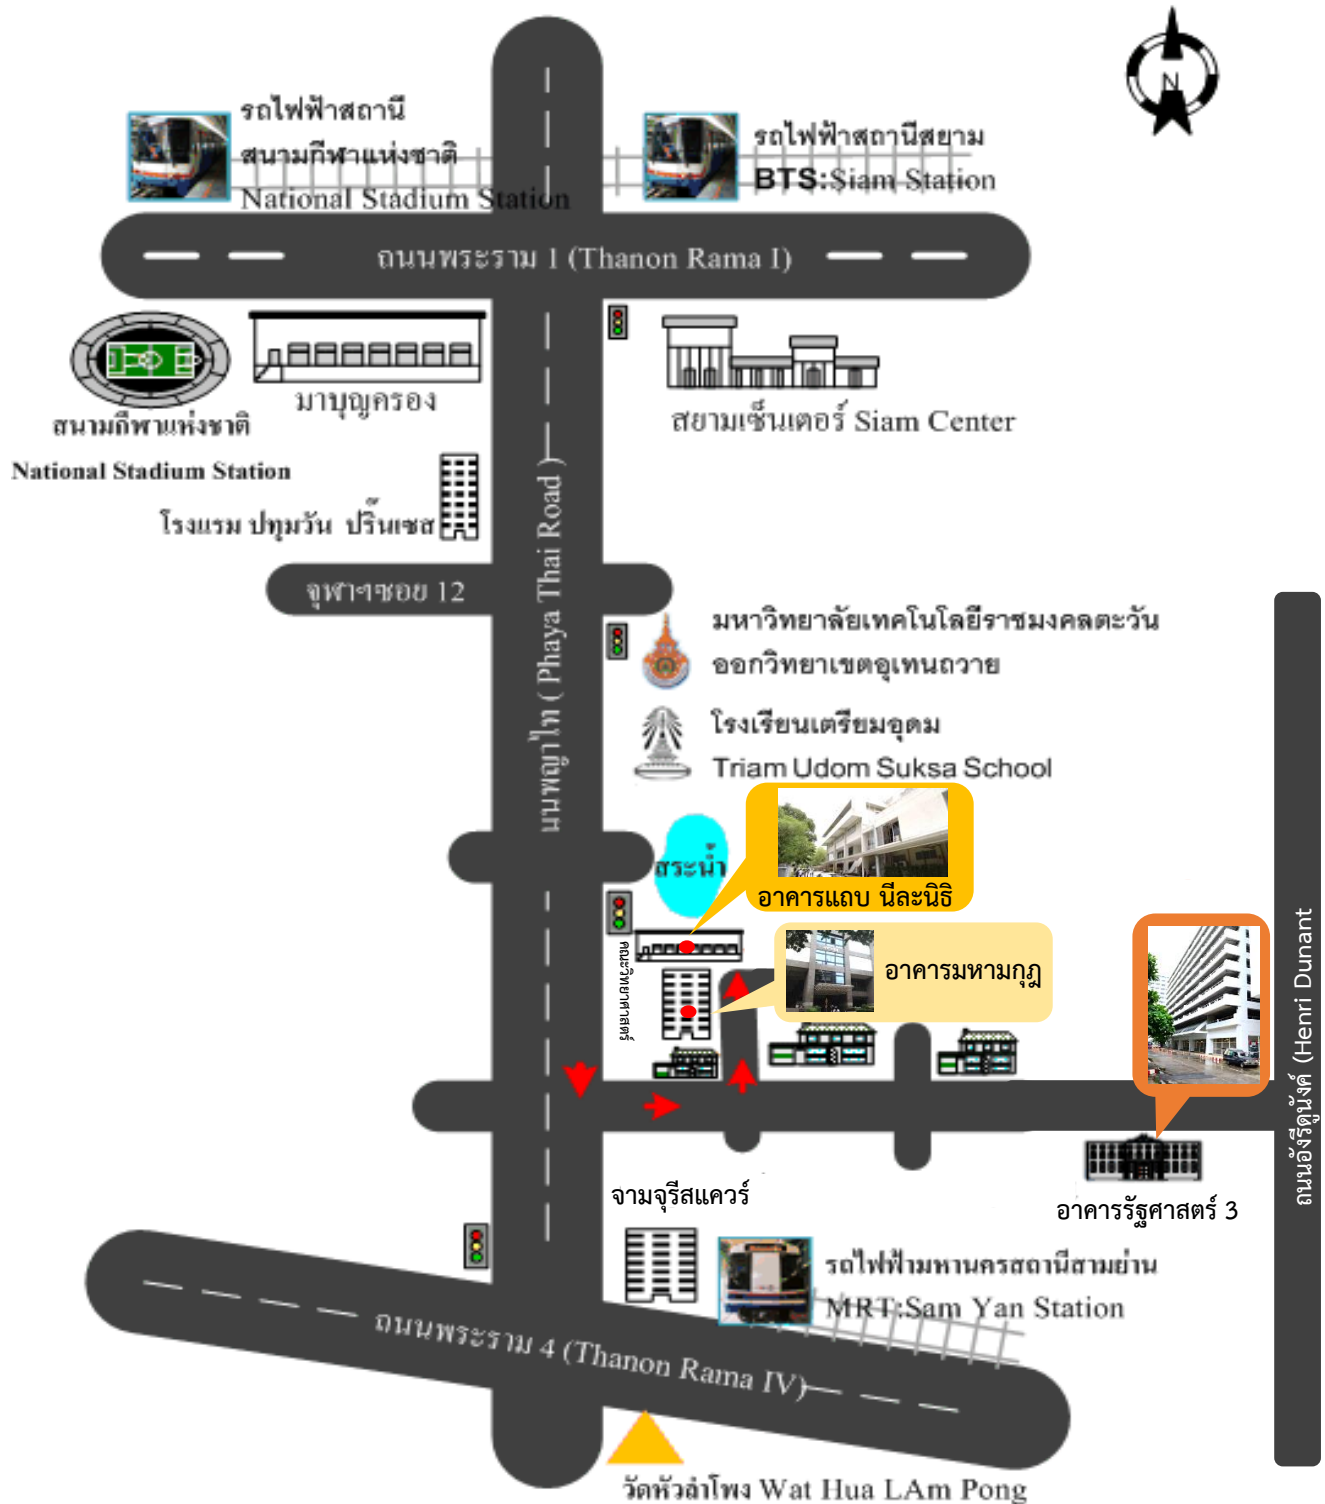 N
รถไฟฟ้าสถานี
สนามกีฬาแห่งชาติ
National Stadium Station
รถไฟฟ้าสถานีสยาม
BTS:Siam Station
ถนนพระราม 1 (Thanon Rama I)
มาบุญครอง
สนามกีฬาแห่งชาติ
National Stadium Station
สยามเซ็นเตอร์ Siam Center
โรงแรม ปทุมวัน ปริ๊นเซส
จุฬาฯซอย 12
นนพญาไท ( Phaya Thai Road )
มหาวิทยาลัยเทคโนโลยีราชมงคลตะวัน
ออกวิทยาเขตอุเทนถวาย
โรงเรียนเตรียมอุดม
Triam Udom Suksa School
สระน้ำ
อาคารแถบ นีละนิธิ
คณะวิทยาศาสตร์
อาคารมหามกุฎ
ถนนอังรีดูนังต์ (Henri Dunant
จามจุรีสแควร์
อาคารรัฐศาสตร์ 3
รถไฟฟ้ามหานครสถานีสามย่าน
MRT:Sam Yan Station
ถนนพระราม 4 (Thanon Rama IV)
วัดหัวลำโพง Wat Hua LAm Pong